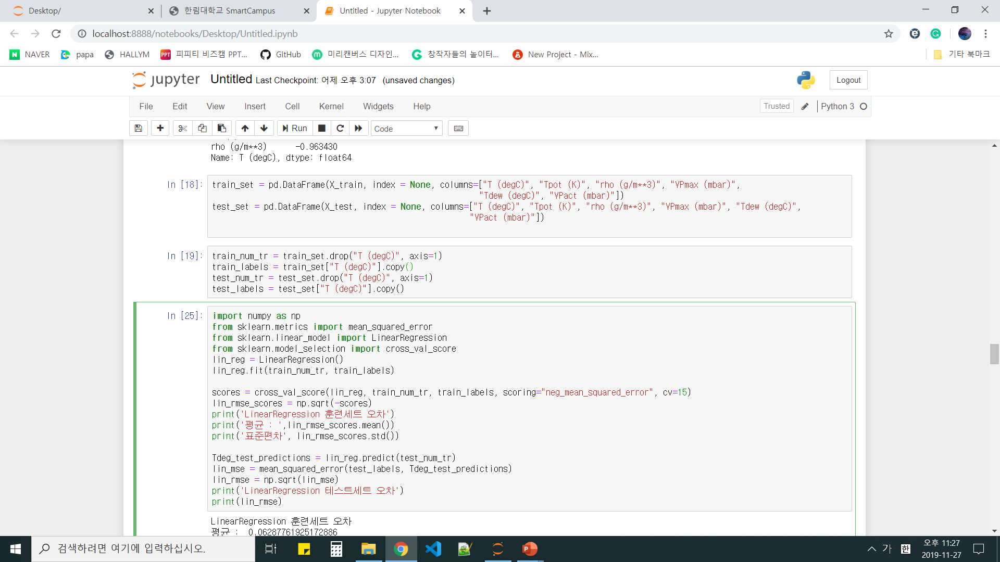 Desktop/
한림대학교 SmartCampus
Untitled - Jupyter Notebook
localhost:8888/notebooks/Desktop/Untitled.ipynb
NAVER
papa
HALLYM
PPT
피피티 비즈캠 PPT...
GitHub
미리캔버스 디자인...
창작자들의 놀이터...
New Project - Mix...
기타 북마크
jupyter
Untitled Last Checkpoint: 어제 오후 3:07 (unsaved changes)
Logout
File Edit View Insert Cell Kernel Widgets Help
Trusted
Python 3
Run
Code
rho (g/m**3)      -0.963430
Name: T (degC), dtype: float64
In [18]:
train_set = pd.DataFrame(X_train, index = None, columns=["T (degC)", "Tpot (K)", "rho (g/m**3)", "VPmax (mbar)",
"Tdew (degC)", "VPact (mbar)"])
test_set = pd.DataFrame(X_test, index = None, columns=["T (degC)", "Tpot (K)", "rho (g/m**3)", "VPmax (mbar)", "Tdew (degC)",
"VPact (mbar)"])
In [19]:
train_num_tr = train_set.drop("T (degC)", axis=1)
train_labels = train_set["T (degC)"].copy()
test_num_tr = test_set.drop("T (degC)", axis=1)
test_labels = test_set["T (degC)"].copy()
In [25]:
import numpy as np
from sklearn.metrics import mean_squared_error
from sklearn.linear_model import LinearRegression
from sklearn.model_selection import cross_val_score
lin_reg = LinearRegression()
lin_reg.fit(train_num_tr, train_labels)
scores = cross_val_score(lin_reg, train_num_tr, train_labels, scoring="neg_mean_squared_error", cv=15)
lin_rmse_scores = np.sqrt(-scores)
print('LinearRegression 훈련세트 오차')
print('평균 : ',lin_rmse_scores.mean())
print('표준편차', lin_rmse_scores.std())
Tdeg_test_predictions = lin_reg.predict(test_num_tr)
lin_mse = mean_squared_error(test_labels, Tdeg_test_predictions)
lin_rmse = np.sqrt(lin_mse)
print('LinearRegression 테스트세트 오차')
print(lin_rmse)
LinearRegression 훈련세트 오차
평균 :  0.06287761925172886
검색하려면 여기에 입력하십시오.
가
한
오후 11:27
2019-11-27